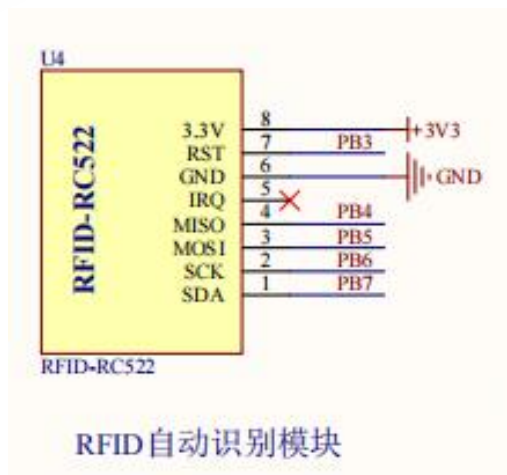 U4
RFID-RC522
3.3V 8 +3V3
RST 7 PB3
GND 6 GND
IRQ 5
MISO 4 PB4
MOSI 3 PB5
SCK 2 PB6
SDA 1 PB7
RFID-RC522
RFID自动识别模块